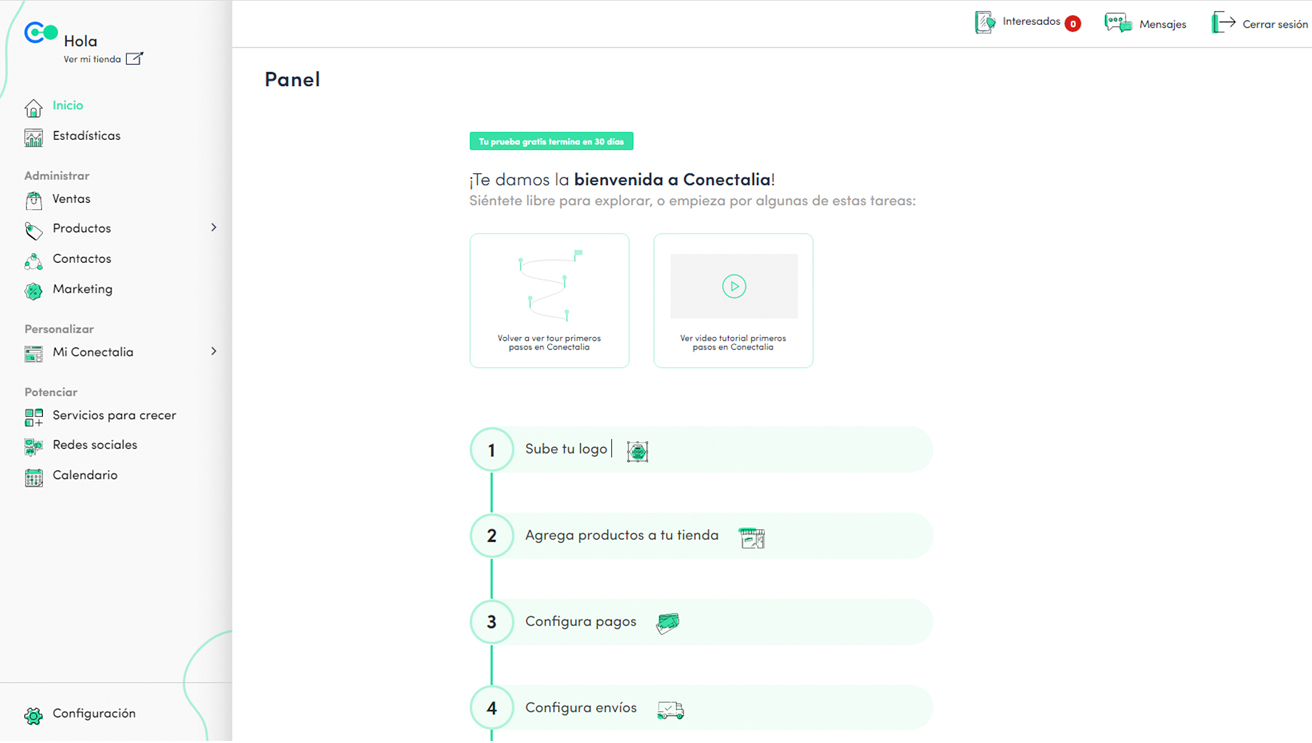 Hola
Ver mi tienda
Inicio
Estadísticas
Administrar
Ventas
Productos
Contactos
Marketing
Personalizar
Mi Conectalia
Potenciar
Servicios para crecer
Redes sociales
Calendario
Configuración
Interesados 0
Mensajes
Cerrar sesión
Panel
Tu prueba gratis termina en 30 días
¡Te damos la bienvenida a Conectalia!
Siéntete libre para explorar, o empieza por algunas de estas tareas:
Volver a ver tour primeros
pasos en Conectalia
Ver video tutorial primeros
pasos en Conectalia
1 Sube tu logo
2 Agrega productos a tu tienda
3 Configura pagos
4 Configura envíos